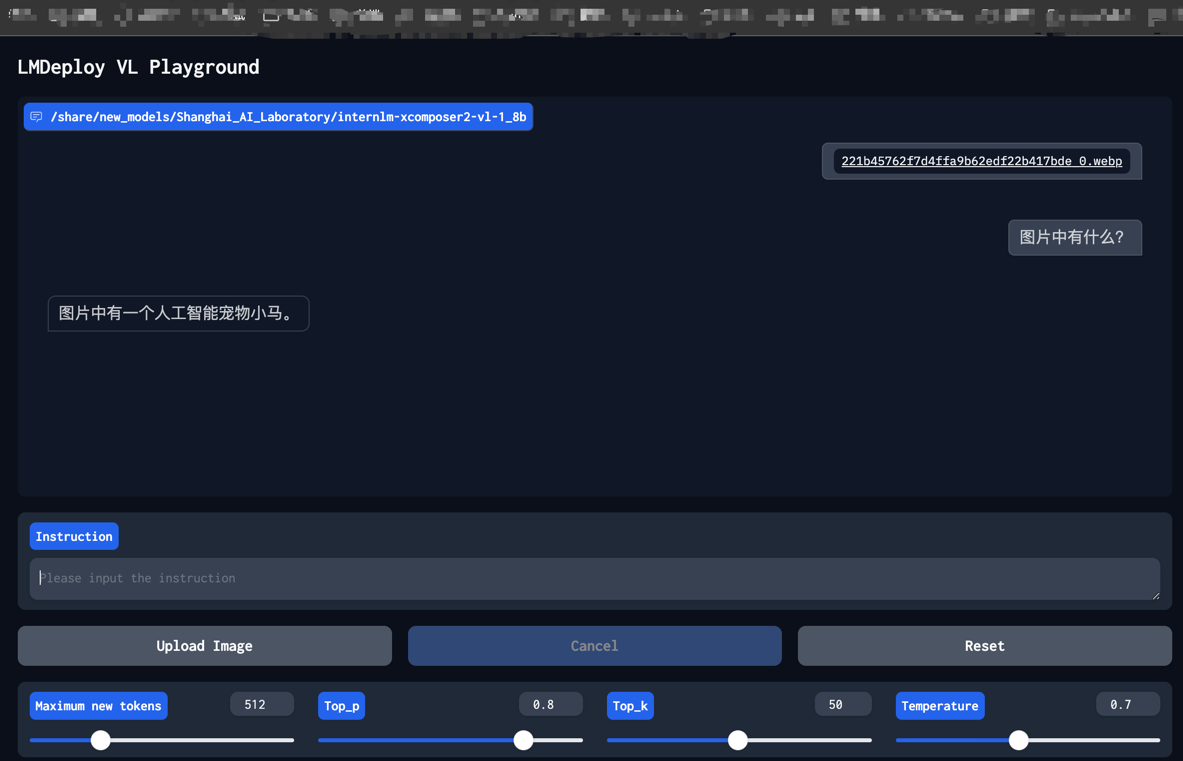 LMDeploy VL Playground
/share/new_models/Shanghai_AI_Laboratory/internlm-xcomposer2-vl-1_8b
221b45762f7d4ffa9b62edf22b417bde_0.webp
图片中有什么？
图片中有一个人工智能宠物小马。
Instruction
Please input the instruction
Upload Image Cancel Reset
Maximum new tokens 512 Top_p 0.8 Top_k 50 Temperature 0.7